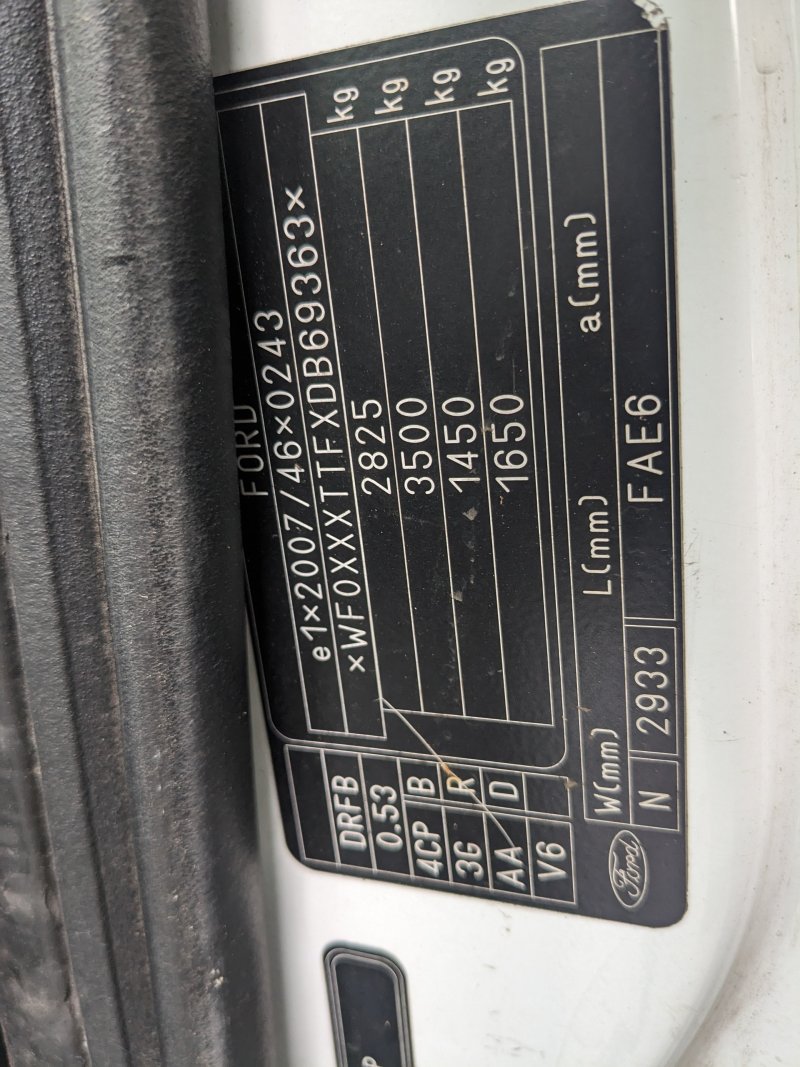 FORD
e1×2007/46×0243
×WF0XXXTTFXDB69363×
2825 kg
3500 kg
1450 kg
1650 kg
DRFB
0.53
4CP B
3G R
AA D
V6
Ford
W(mm) L(mm) a(mm)
N 2933 FAE6